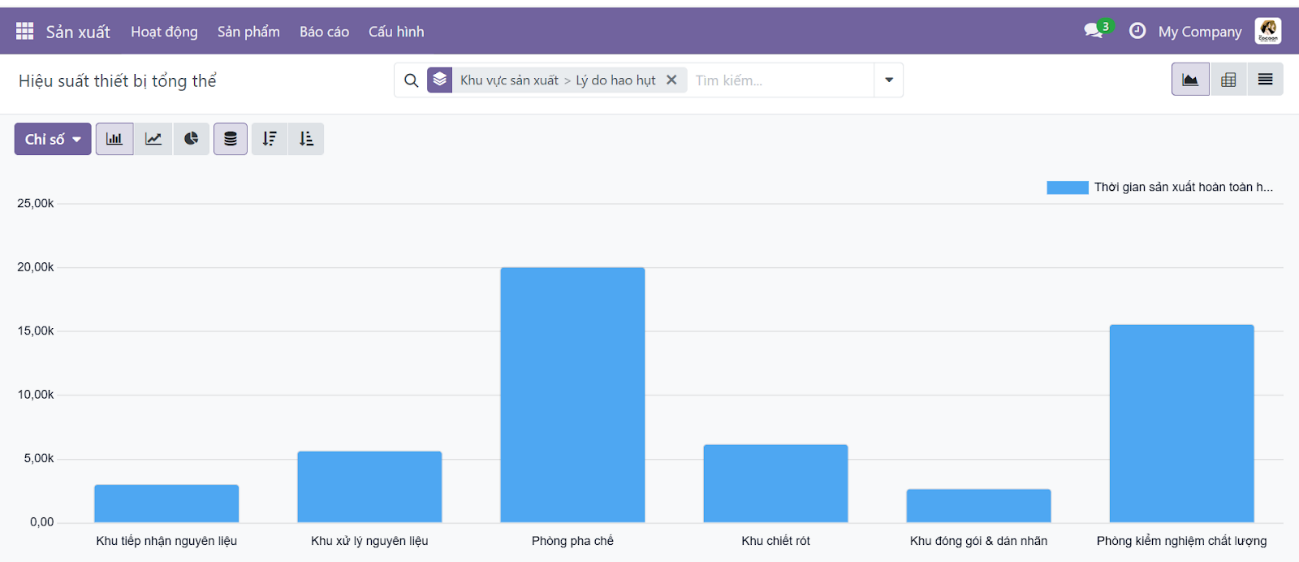 Sản xuất Hoạt động Sản phẩm Báo cáo Cấu hình 3 My Company
Hiệu suất thiết bị tổng thể Khu vực sản xuất > Lý do hao hụt Tìm kiếm...
Chỉ số
Thời gian sản xuất hoàn toàn h...
25,00k
20,00k
15,00k
10,00k
5,00k
0,00
Khu tiếp nhận nguyên liệu Khu xử lý nguyên liệu Phòng pha chế Khu chiết rót Khu đóng gói & dán nhãn Phòng kiểm nghiệm chất lượng